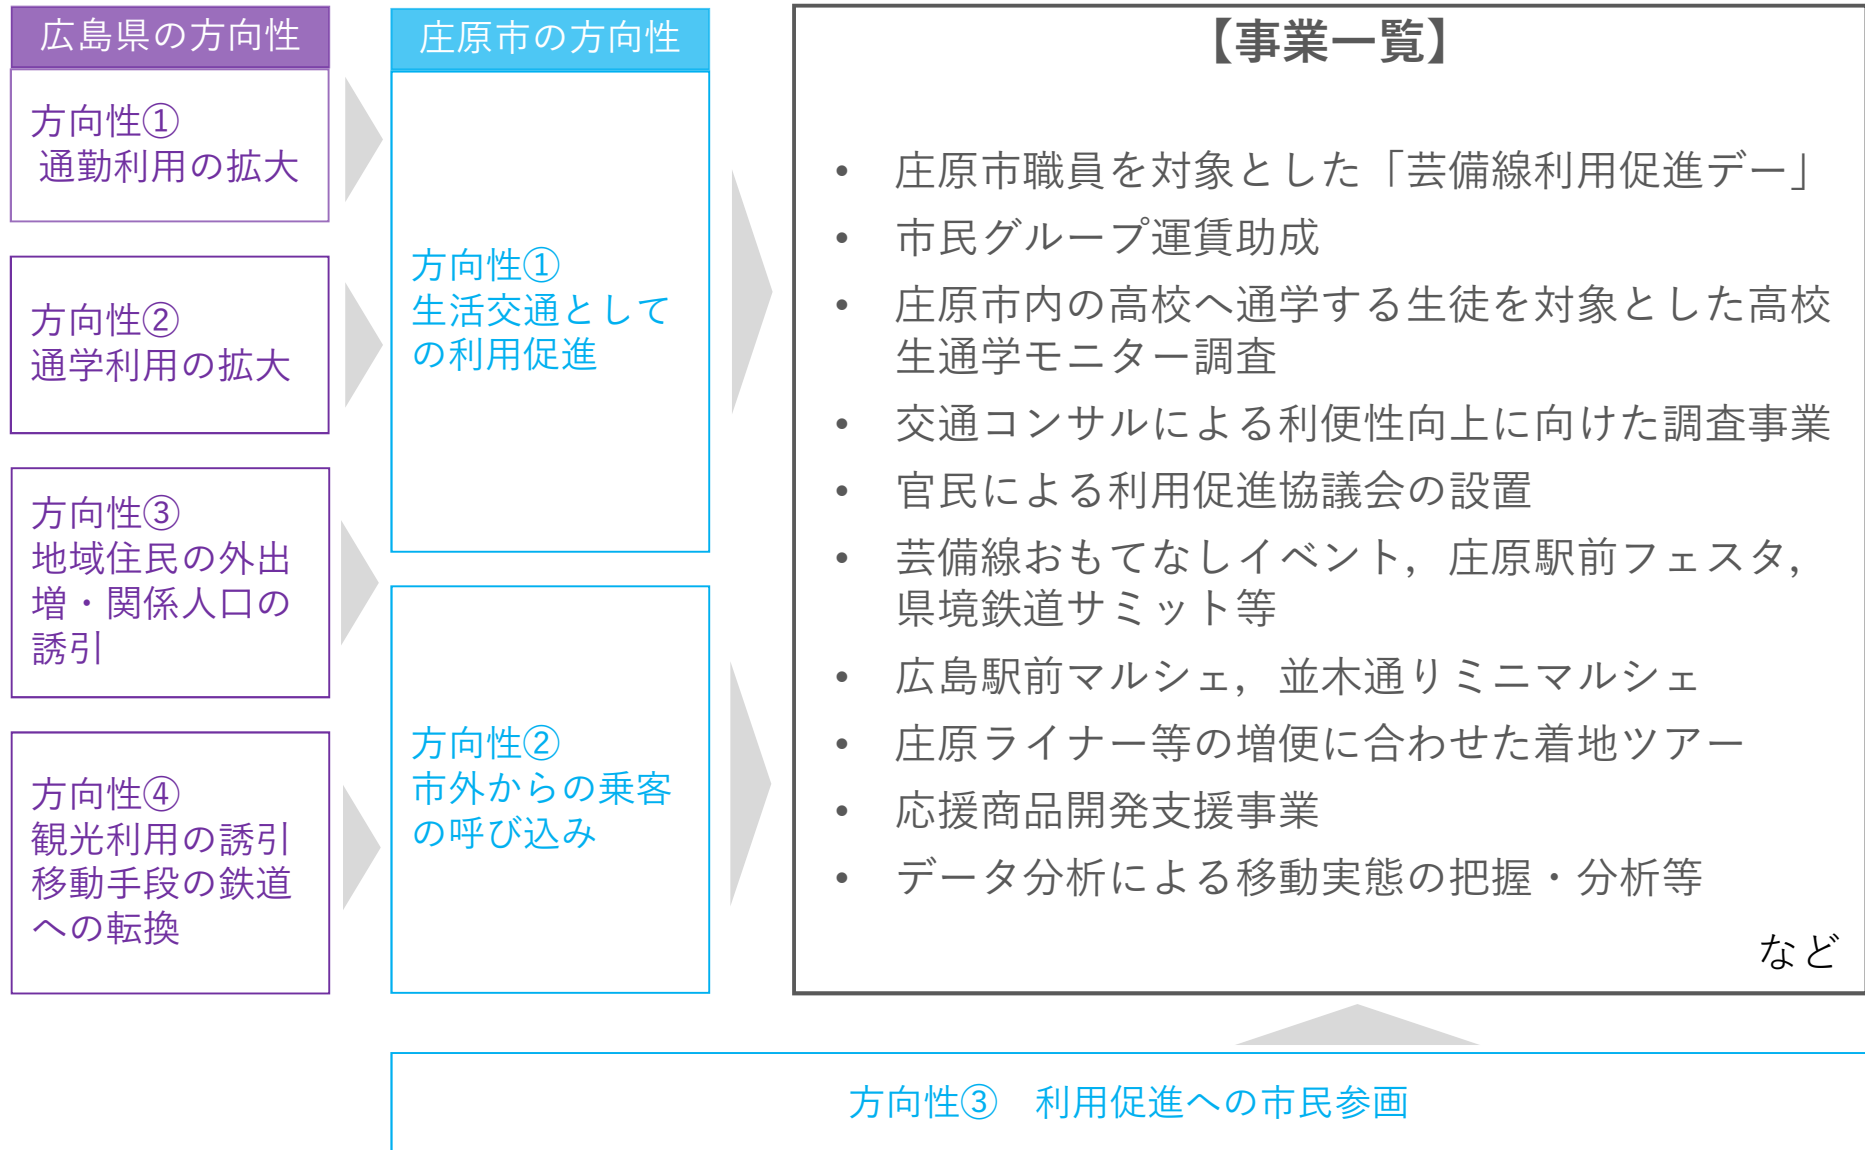 広島県の方向性
方向性①
通勤利用の拡大
方向性②
通学利用の拡大
方向性③
地域住民の外出
増・関係人口の
誘引
方向性④
観光利用の誘引
移動手段の鉄道
への転換
庄原市の方向性
方向性①
生活交通として
の利用促進
方向性②
市外からの乗客
の呼び込み
【事業一覧】
• 庄原市職員を対象とした「芸備線利用促進デー」
• 市民グループ運賃助成
• 庄原市内の高校へ通学する生徒を対象とした高校
生通学モニター調査
• 交通コンサルによる利便性向上に向けた調査事業
• 官民による利用促進協議会の設置
• 芸備線おもてなしイベント，庄原駅前フェスタ，
県境鉄道サミット等
• 広島駅前マルシェ，並木通りミニマルシェ
• 庄原ライナー等の増便に合わせた着地ツアー
• 応援商品開発支援事業
• データ分析による移動実態の把握・分析等
など
方向性③　利用促進への市民参画